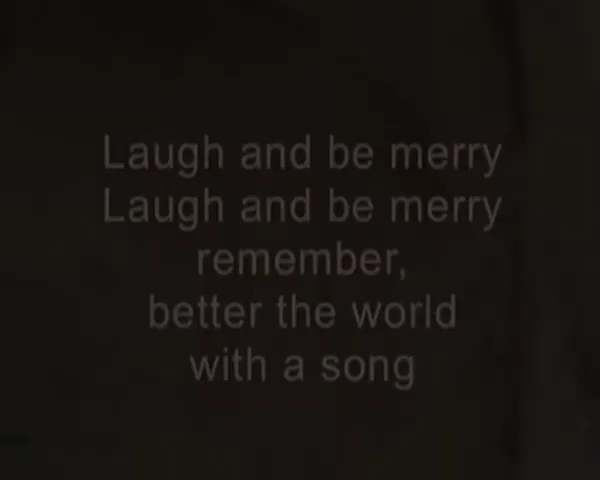 Laugh and be merry
Laugh and be merry
remember,
better the world
with a song